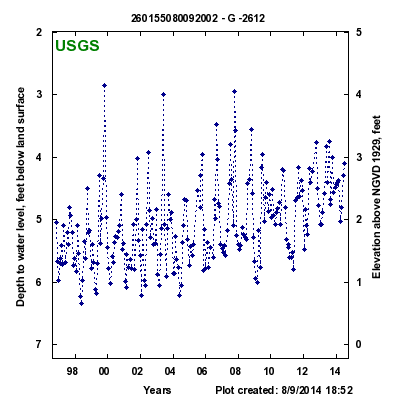 260155080092002 - G -2612
USGS
Depth to water level, feet below land surface
2
3
4
5
6
7
5
4
3
2
1
0
Elevation above NGVD 1929, feet
98 00 02 04 06 08 10 12 14
Years
Plot created: 8/9/2014 18:52